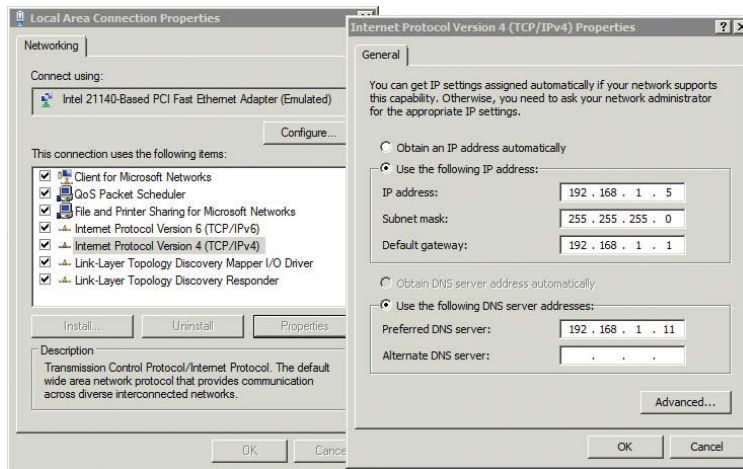 Local Area Connection Properties
Networking
Connect using:
Intel 21140-Based PCI Fast Ethernet Adapter (Emulated)
Configure...
This connection uses the following items:
Client for Microsoft Networks
QoS Packet Scheduler
File and Printer Sharing for Microsoft Networks
Internet Protocol Version 6 (TCP/IPv6)
Internet Protocol Version 4 (TCP/IPv4)
Link-Layer Topology Discovery Mapper I/O Driver
Link-Layer Topology Discovery Responder
Install...
Uninstall
Properties
Description
Transmission Control Protocol/Internet Protocol. The default
wide area network protocol that provides communication
across diverse interconnected networks.
OK
Cance
Internet Protocol Version 4 (TCP/IPv4) Properties
General
You can get IP settings assigned automatically if your network supports
this capability. Otherwise, you need to ask your network administrator
for the appropriate IP settings.
Obtain an IP address automatically
Use the following IP address:
IP address: 192 . 168 . 1 . 5
Subnet mask: 255 . 255 . 255 . 0
Default gateway: 192 . 168 . 1 . 1
Obtain DNS server address automatically
Use the following DNS server addresses:
Preferred DNS server: 192 . 168 . 1 . 11
Alternate DNS server: . . .
Advanced...
OK
Cancel